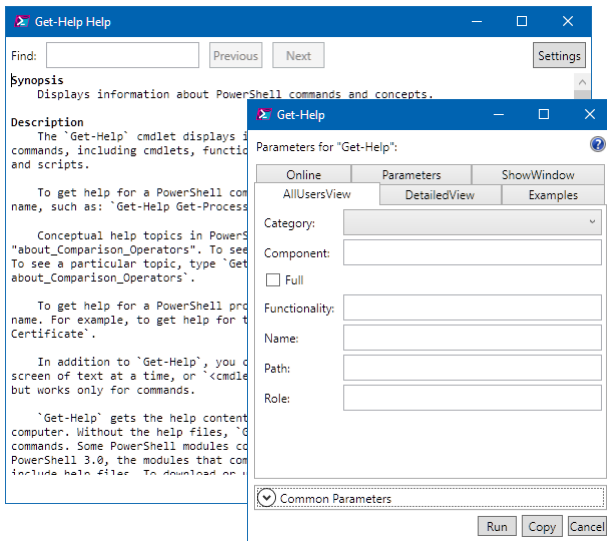 Get-Help Help
Find:
Previous
Next
Settings
Synopsis
Displays information about PowerShell commands and concepts.
Description
The `Get-Help` cmdlet displays i
commands, including cmdlets, functio
and scripts.
To get help for a PowerShell com
name, such as: `Get-Help Get-Process
Conceptual help topics in PowerS
"about_Comparison_Operators". To see
To see a particular topic, type `Get
about_Comparison_Operators`.
To get help for a PowerShell pro
name. For example, to get help for t
Certificate`.
In addition to `Get-Help`, you c
screen of text at a time, or `<cmdle
but works only for commands.
`Get-Help` gets the help content
computer. Without the help files, `G
commands. Some PowerShell modules co
PowerShell 3.0, the modules that com
include help files. To download or u
Get-Help
Parameters for "Get-Help":
Online
Parameters
ShowWindow
AllUsersView
DetailedView
Examples
Category:
Component:
Full
Functionality:
Name:
Path:
Role:
Common Parameters
Run
Copy
Cancel